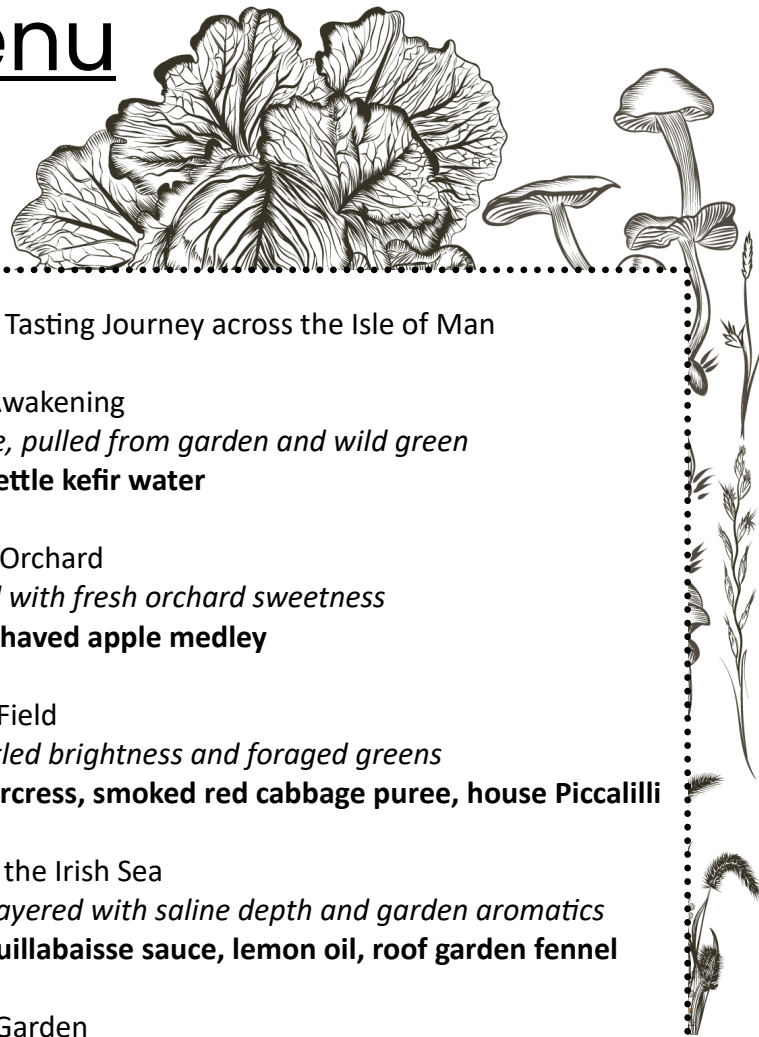 enu
Tasting Journey across the Isle of Man
wakening
e, pulled from garden and wild green
ettle kefir water
Orchard
d with fresh orchard sweetness
haved apple medley
Field
kled brightness and foraged greens
rcress, smoked red cabbage puree, house Piccalilli
the Irish Sea
ayered with saline depth and garden aromatics
uillabaisse sauce, lemon oil, roof garden fennel
Garden